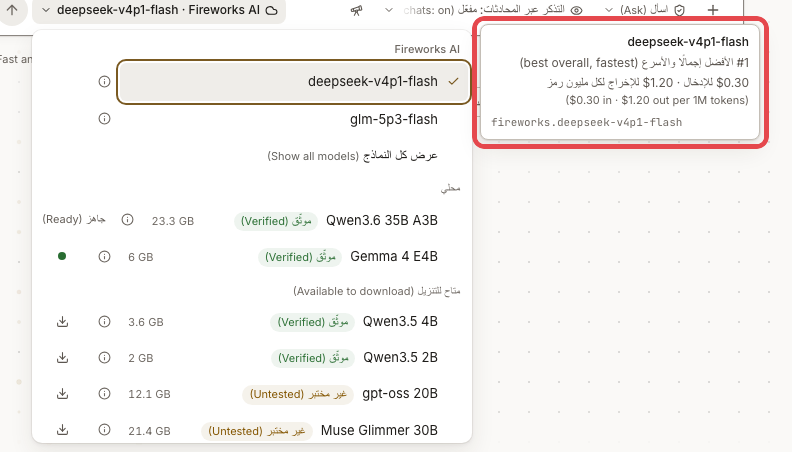 deepseek-v4p1-flash · Fireworks AI
chats: on) التذكر عبر المحادثات: مفعّل
اسأل (Ask)
Fast an
Fireworks AI
deepseek-v4p1-flash
glm-5p3-flash
عرض كل النماذج (Show all models)
محلي
Qwen3.6 35B A3B موثّق (Verified) 23.3 GB جاهز (Ready)
Gemma 4 E4B موثّق (Verified) 6 GB
متاح للتنزيل (Available to download)
Qwen3.5 4B موثّق (Verified) 3.6 GB
Qwen3.5 2B موثّق (Verified) 2 GB
gpt-oss 20B غير مختبر (Untested) 12.1 GB
Muse Glimmer 30B غير مختبر (Untested) 21.4 GB
deepseek-v4p1-flash
#1 الأفضل إجمالًا والأسرع (best overall, fastest)
$0.30 للإدخال · $1.20 للإخراج لكل مليون رمز
($0.30 in · $1.20 out per 1M tokens)
fireworks.deepseek-v4p1-flash